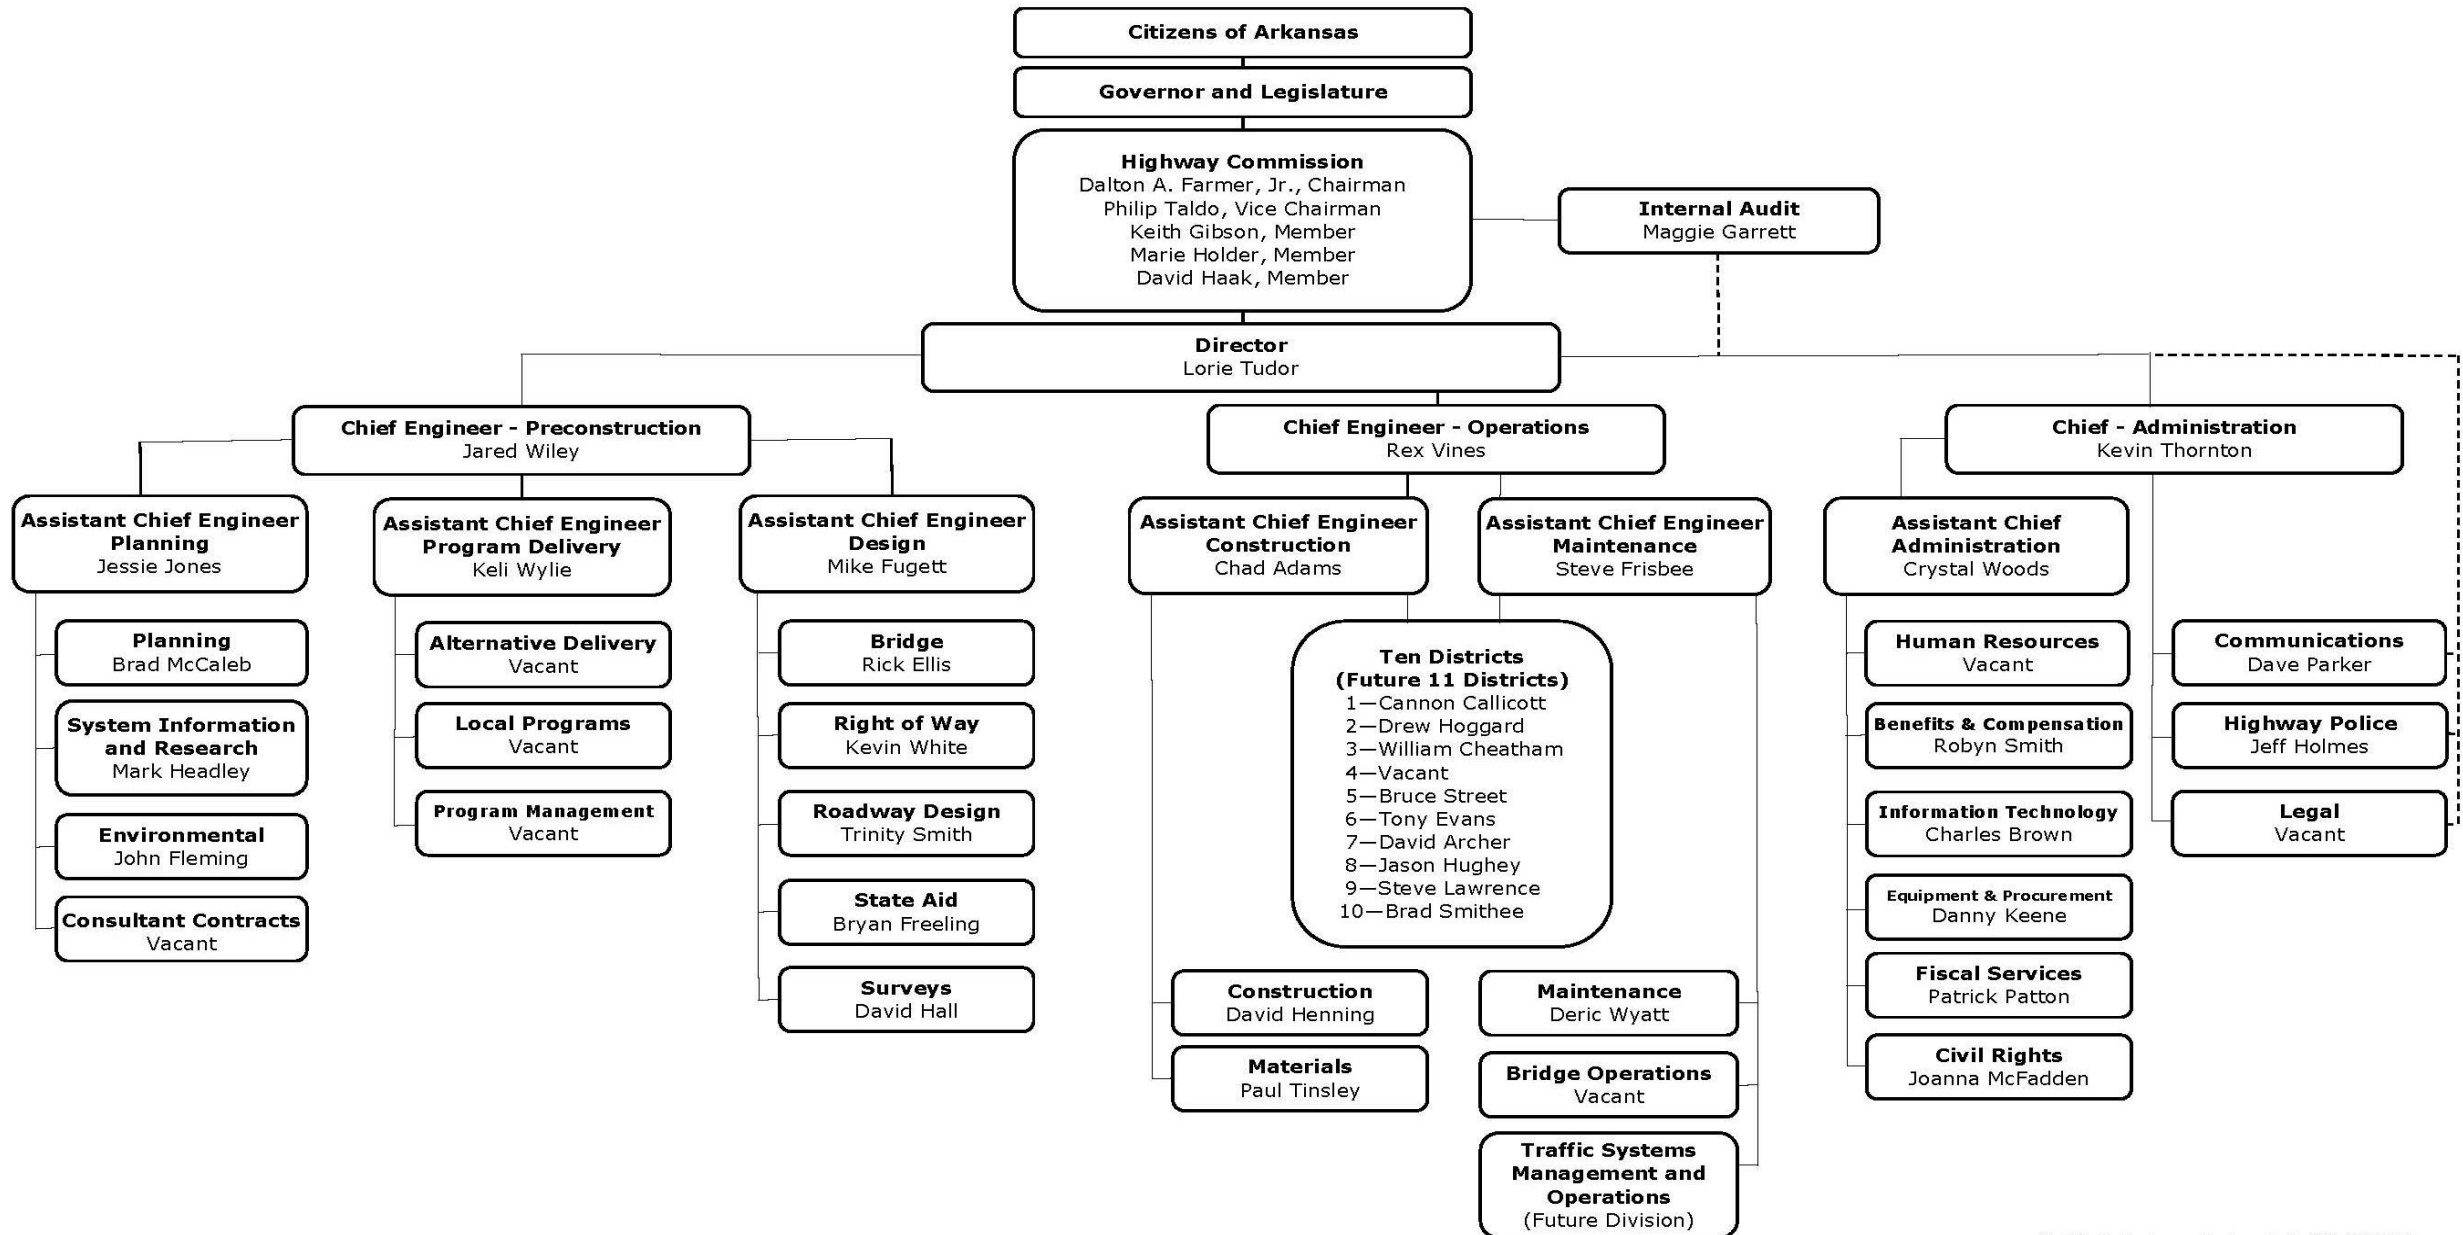 Citizens of Arkansas
Governor and Legislature
Highway Commission
Dalton A. Farmer, Jr., Chairman
Philip Taldo, Vice Chairman
Keith Gibson, Member
Marie Holder, Member
David Haak, Member
Internal Audit
Maggie Garrett
Director
Lorie Tudor
Chief Engineer - Preconstruction
Jared Wiley
Chief Engineer - Operations
Rex Vines
Chief - Administration
Kevin Thornton
Assistant Chief Engineer
Planning
Jessie Jones
Assistant Chief Engineer
Program Delivery
Keli Wylie
Assistant Chief Engineer
Design
Mike Fugett
Assistant Chief Engineer
Construction
Chad Adams
Assistant Chief Engineer
Maintenance
Steve Frisbee
Assistant Chief
Administration
Crystal Woods
Planning
Brad McCaleb
System Information
and Research
Mark Headley
Environmental
John Fleming
Consultant Contracts
Vacant
Alternative Delivery
Vacant
Local Programs
Vacant
Program Management
Vacant
Bridge
Rick Ellis
Right of Way
Kevin White
Roadway Design
Trinity Smith
State Aid
Bryan Freeling
Surveys
David Hall
Ten Districts
(Future 11 Districts)
1—Cannon Callicott
2—Drew Hoggard
3—William Cheatham
4—Vacant
5—Bruce Street
6—Tony Evans
7—David Archer
8—Jason Hughey
9—Steve Lawrence
10—Brad Smithee
Construction
David Henning
Materials
Paul Tinsley
Maintenance
Deric Wyatt
Bridge Operations
Vacant
Traffic Systems
Management and
Operations
(Future Division)
Human Resources
Vacant
Benefits & Compensation
Robyn Smith
Information Technology
Charles Brown
Equipment & Procurement
Danny Keene
Fiscal Services
Patrick Patton
Civil Rights
Joanna McFadden
Communications
Dave Parker
Highway Police
Jeff Holmes
Legal
Vacant